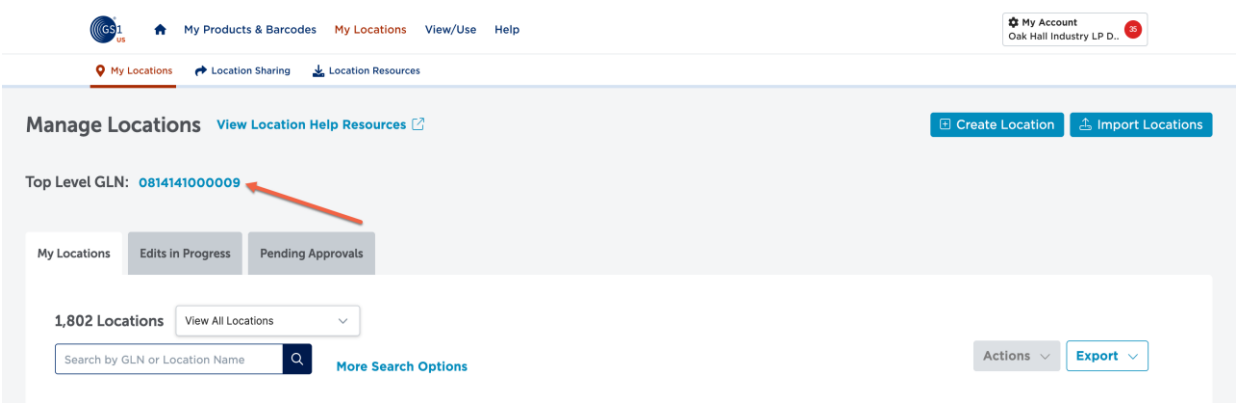 GS1 US
My Products & Barcodes My Locations View/Use Help
My Account
Oak Hall Industry LP D..
35
My Locations Location Sharing Location Resources
Manage Locations View Location Help Resources
Create Location Import Locations
Top Level GLN: 0814141000009
My Locations Edits in Progress Pending Approvals
1,802 Locations View All Locations
Search by GLN or Location Name More Search Options
Actions Export